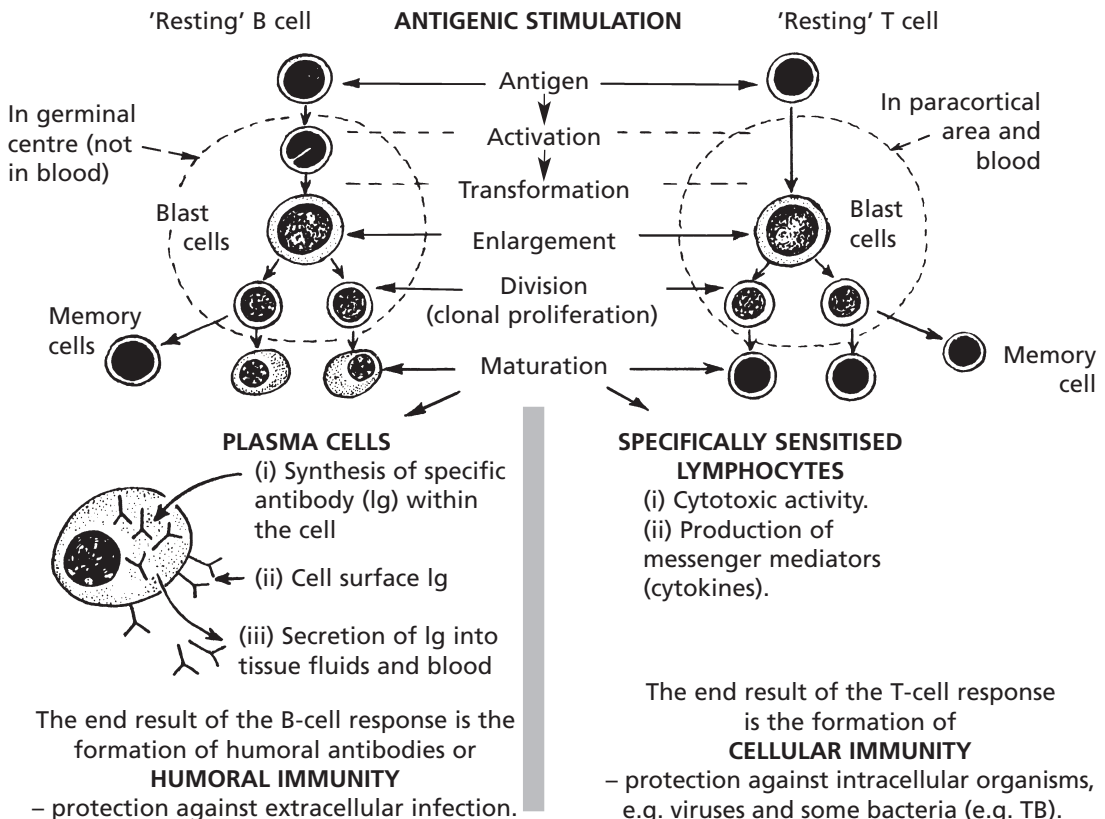 'Resting' B cell
ANTIGENIC STIMULATION
'Resting' T cell
Antigen
In germinal
centre (not
in blood)
In paracortical
area and
blood
Activation
Transformation
Blast
cells
Blast
cells
Enlargement
Division
(clonal proliferation)
Memory
cells
Memory
cell
Maturation
PLASMA CELLS
(i) Synthesis of specific
antibody (lg) within
the cell
(ii) Cell surface lg
(iii) Secretion of lg into
tissue fluids and blood
The end result of the B-cell response is the
formation of humoral antibodies or
HUMORAL IMMUNITY
– protection against extracellular infection.
SPECIFICALLY SENSITISED
LYMPHOCYTES
(i) Cytotoxic activity.
(ii) Production of
messenger mediators
(cytokines).
The end result of the T-cell response
is the formation of
CELLULAR IMMUNITY
– protection against intracellular organisms,
e.g. viruses and some bacteria (e.g. TB).